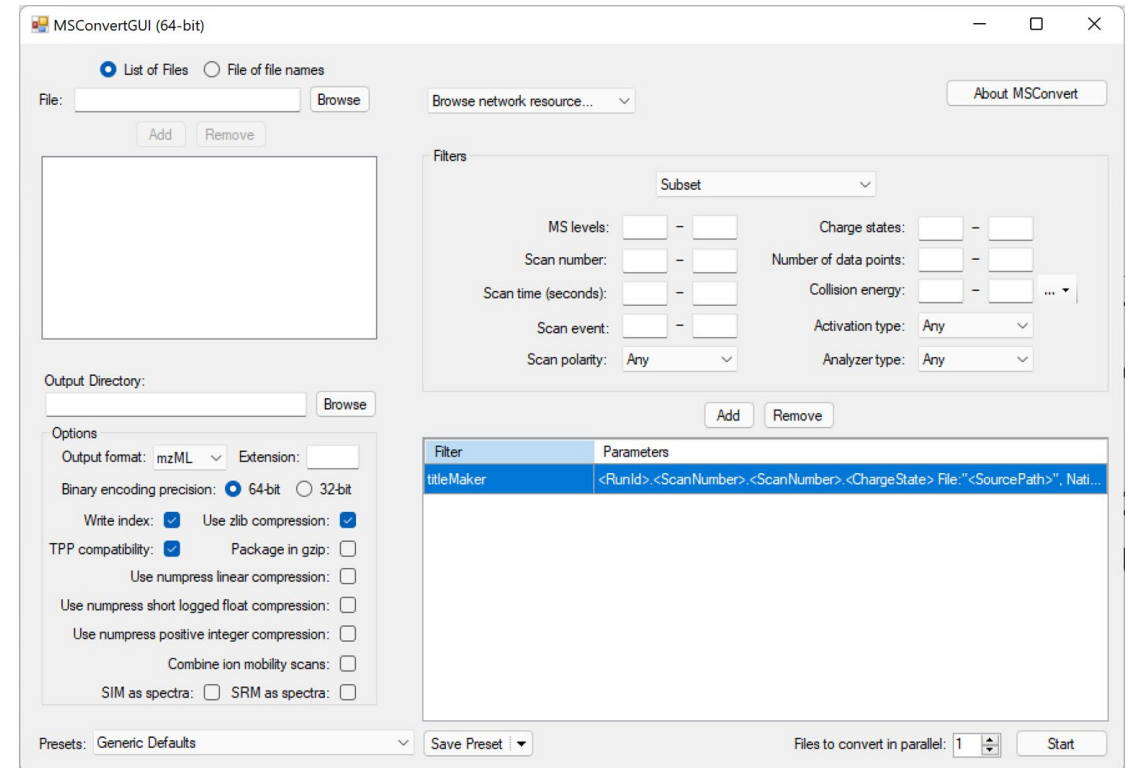 MSConvertGUI (64-bit)
List of Files File of file names
File: Browse
Add Remove
Browse network resource...
About MSConvert
Filters
Subset
MS levels: –
Scan number: –
Scan time (seconds): –
Scan event: –
Scan polarity: Any
Charge states: –
Number of data points: –
Collision energy: – ...
Activation type: Any
Analyzer type: Any
Add Remove
Output Directory:
Browse
Options
Output format: mzML Extension:
Binary encoding precision: 64-bit 32-bit
Write index: Use zlib compression:
TPP compatibility: Package in gzip:
Use numpress linear compression:
Use numpress short logged float compression:
Use numpress positive integer compression:
Combine ion mobility scans:
SIM as spectra: SRM as spectra:
Filter Parameters
titleMaker <RunId>.<ScanNumber>.<ScanNumber>.<ChargeState> File:"<SourcePath>", Nati...
Presets: Generic Defaults
Save Preset
Files to convert in parallel: 1 Start